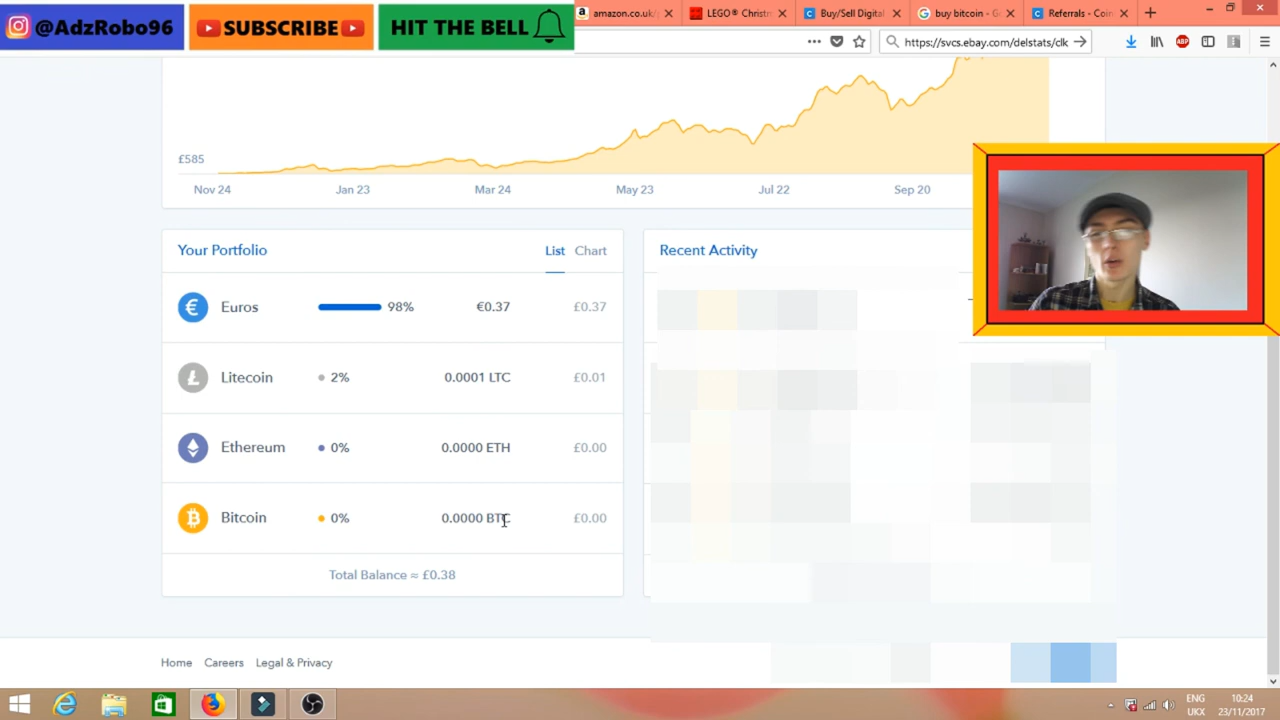 @AdzRobo96
SUBSCRIBE
HIT THE BELL
amazon.co.uk/
LEGO® Christm
Buy/Sell Digital
buy bitcoin - G
Referrals - Coin
https://svcs.ebay.com/delstats/clk
ABP
£585
Nov 24
Jan 23
Mar 24
May 23
Jul 22
Sep 20
Your Portfolio
List
Chart
Euros
98%
€0.37
£0.37
Litecoin
2%
0.0001 LTC
£0.01
Ethereum
0%
0.0000 ETH
£0.00
Bitcoin
0%
0.0000 BTC
£0.00
Total Balance ≈ £0.38
Recent Activity
Home
Careers
Legal & Privacy
ENG
UKX
10:24
23/11/2017